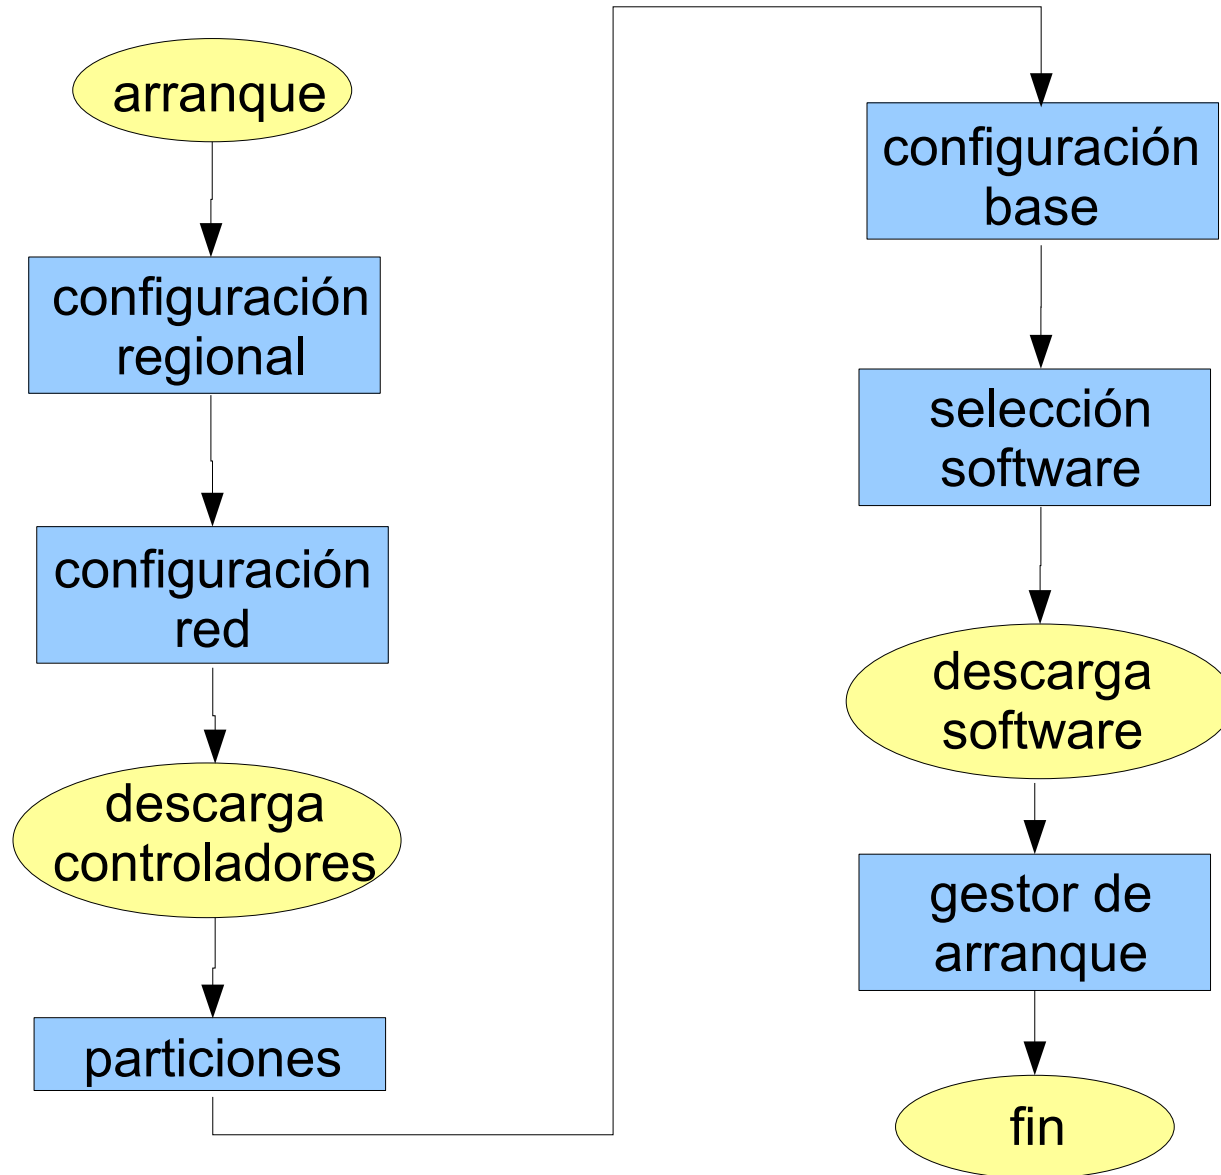 arranque
configuración
regional
configuración
red
descarga
controladores
particiones
configuración
base
selección
software
descarga
software
gestor de
arranque
fin